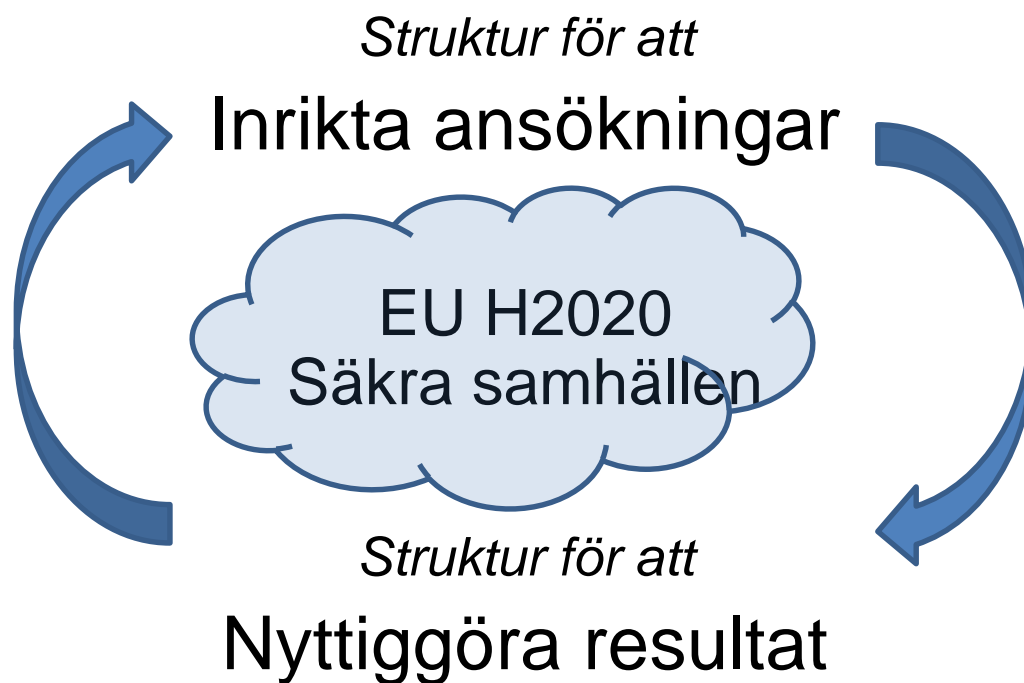 Struktur för att
Inrikta ansökningar
EU H2020
Säkra samhällen
Struktur för att
Nyttiggöra resultat